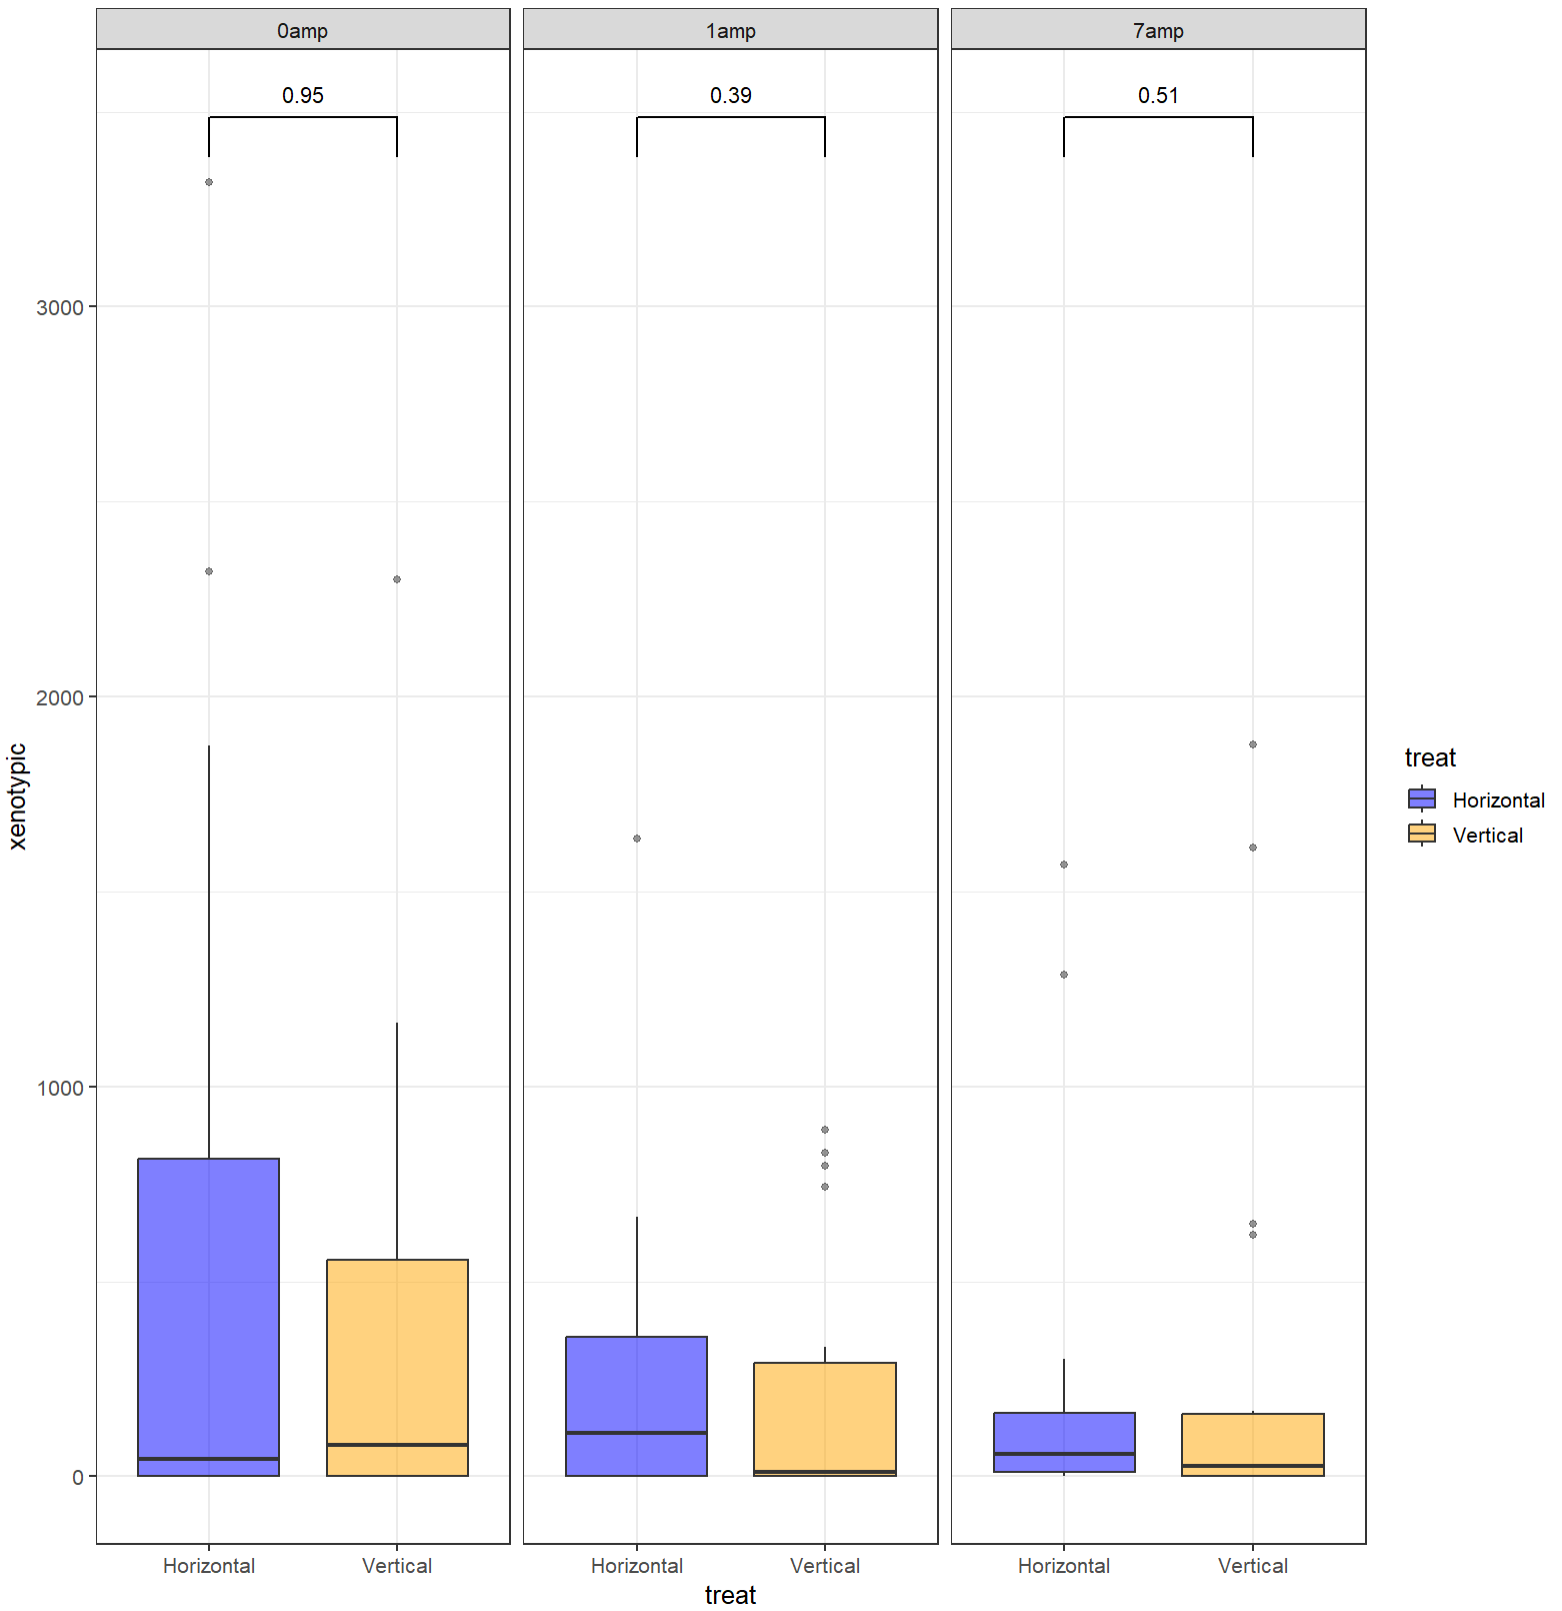 0amp
1amp
7amp
0.95
0.39
0.51
3000
2000
1000
0
xenotypic
treat
Horizontal
Vertical
Horizontal
Vertical
Horizontal
Vertical
Horizontal
Vertical
treat